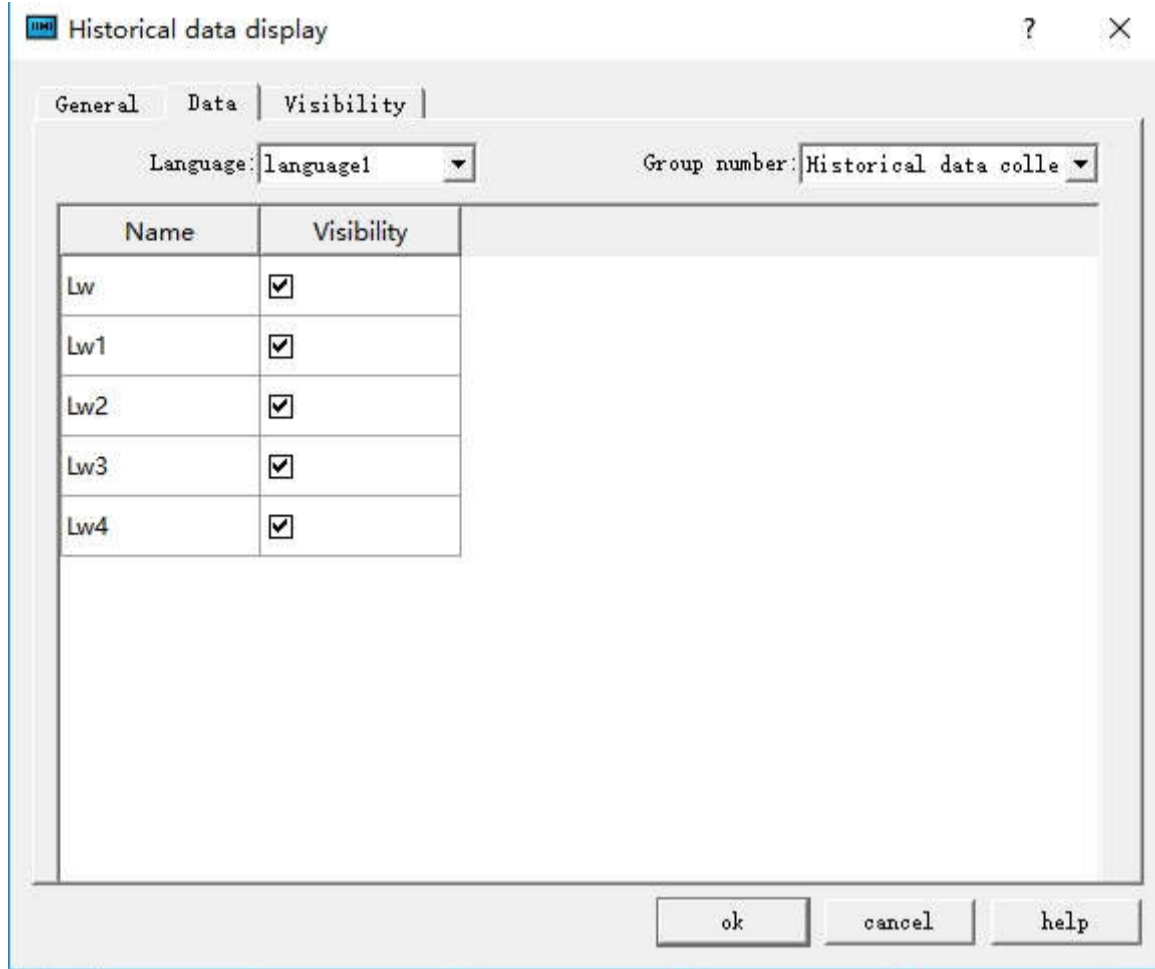 Historical data display ?
General Data Visibility
Language: language1 Group number: Historical data colle
Name Visibility
Lw
Lw1
Lw2
Lw3
Lw4
ok cancel help